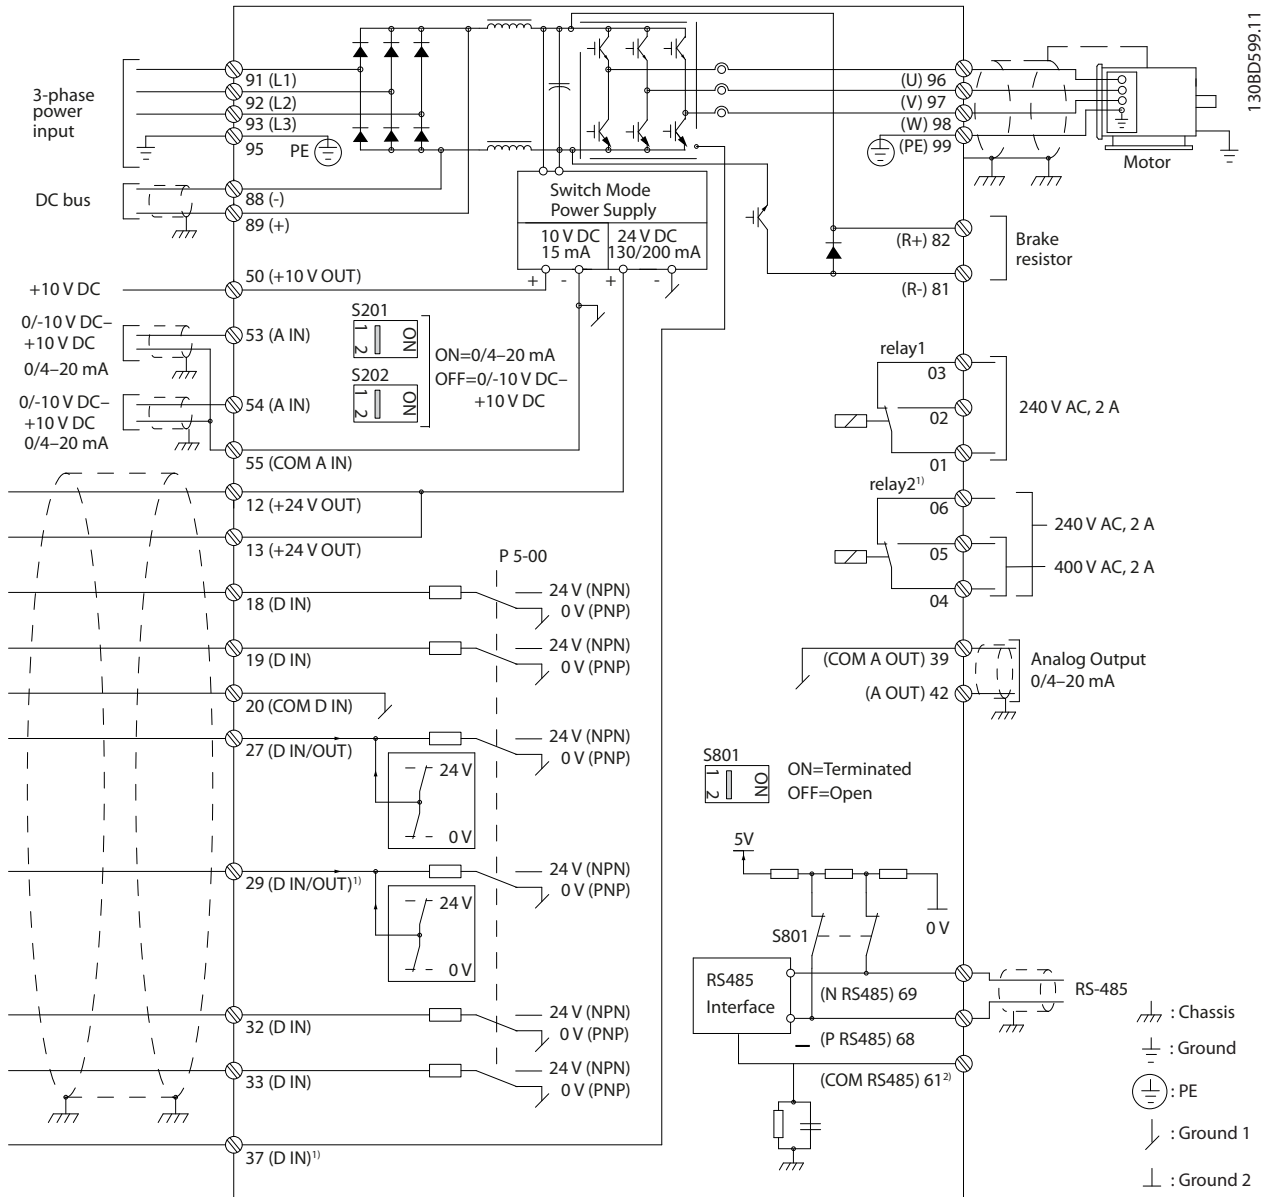 130BD599.11
3-phase
power
input
91 (L1)
92 (L2)
93 (L3)
95
PE
DC bus
88 (-)
89 (+)
Switch Mode
Power Supply
10 V DC
15 mA
24 V DC
130/200 mA
+ - + -
(U) 96
(V) 97
(W) 98
(PE) 99
Motor
(R+) 82
(R-) 81
Brake
resistor
+10 V DC
50 (+10 V OUT)
0/-10 V DC–
+10 V DC
0/4–20 mA
53 (A IN)
0/-10 V DC–
+10 V DC
0/4–20 mA
54 (A IN)
55 (COM A IN)
S201
1 2 ON
S202
1 2 ON
ON=0/4–20 mA
OFF=0/-10 V DC–
+10 V DC
relay1
03
02
01
240 V AC, 2 A
relay2¹⁾
06
05
04
240 V AC, 2 A
400 V AC, 2 A
12 (+24 V OUT)
13 (+24 V OUT)
P 5-00
18 (D IN)
24 V (NPN)
0 V (PNP)
19 (D IN)
24 V (NPN)
0 V (PNP)
20 (COM D IN)
27 (D IN/OUT)
24 V (NPN)
0 V (PNP)
24 V
0 V
29 (D IN/OUT)¹⁾
24 V (NPN)
0 V (PNP)
24 V
0 V
32 (D IN)
24 V (NPN)
0 V (PNP)
33 (D IN)
24 V (NPN)
0 V (PNP)
37 (D IN)¹⁾
(COM A OUT) 39
(A OUT) 42
Analog Output
0/4–20 mA
S801
1 2 ON
ON=Terminated
OFF=Open
5V
0 V
S801
RS485
Interface
(N RS485) 69
(P RS485) 68
(COM RS485) 61²⁾
RS-485
: Chassis
: Ground
: PE
: Ground 1
: Ground 2